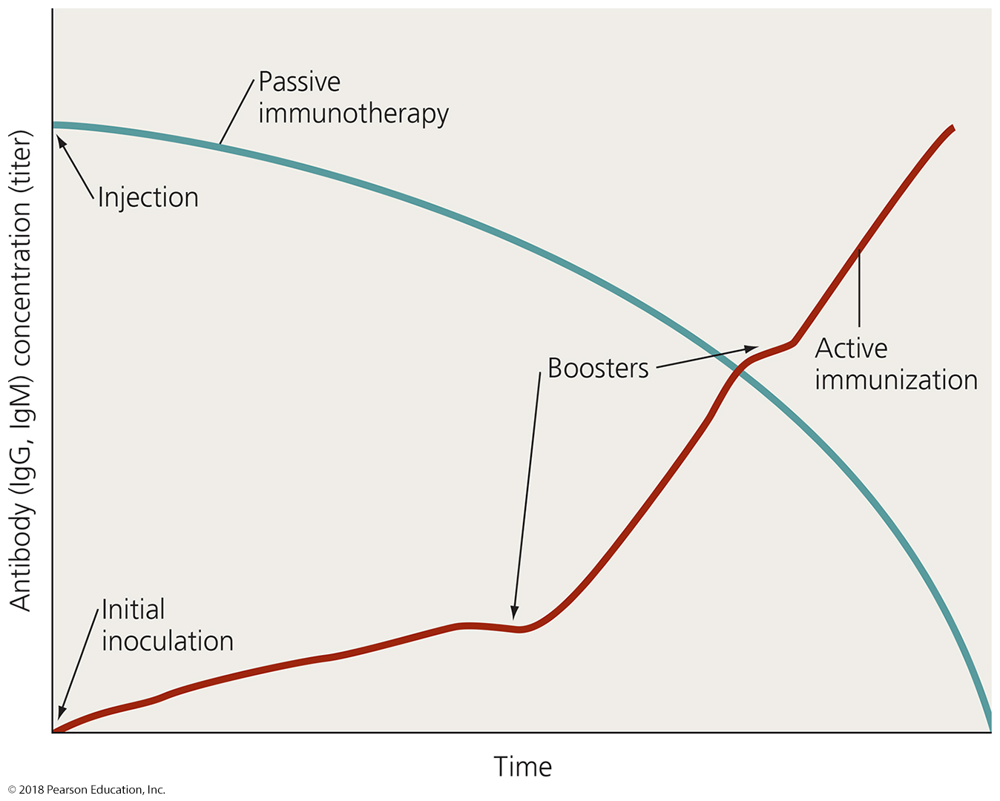 Passive
immunotherapy
Injection
Antibody (IgG, IgM) concentration (titer)
Boosters
Active
immunization
Initial
inoculation
Time
© 2018 Pearson Education, Inc.